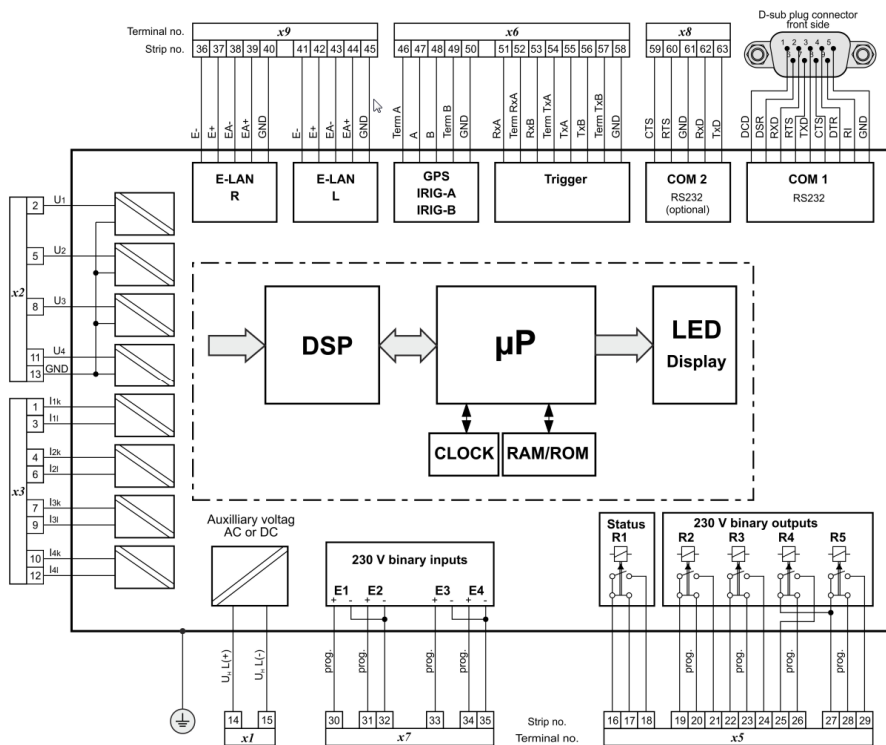 Terminal no. x9 x6 x8
D-sub plug connector
front side
Strip no. 36 37 38 39 40 41 42 43 44 45 46 47 48 49 50 51 52 53 54 55 56 57 58 59 60 61 62 63
1 2 3 4 5
E- E+ EA- EA+ GND E- E+ EA- EA+ GND Term A A B Term B GND RxA Term RxA RxB Term TxA TxA TxB Term TxB GND CTS RTS GND RxD TxD DCD DSR RXD RTS TXD CTS DTR RI GND
E-LAN
R
E-LAN
L
GPS
IRIG-A
IRIG-B
Trigger
COM 2
RS232
(optional)
COM 1
RS232
x2
2 U1
5 U2
8 U3
11 U4
13 GND
x3
1 I1k
3 I1l
4 I2k
6 I2l
7 I3k
9 I3l
10 I4k
12 I4l
DSP
µP
LED
Display
CLOCK
RAM/ROM
Auxilliary voltag
AC or DC
230 V binary inputs
E1 E2 E3 E4
+ - + - + - + -
Status
R1
230 V binary outputs
R2 R3 R4 R5
UH L(+) UH L(-)
prog. prog. prog. prog. prog. prog. prog. prog.
14 15
x1
30 31 32 33 34 35
x7
Strip no. 16 17 18 19 20 21 22 23 24 25 26 27 28 29
Terminal no. x5